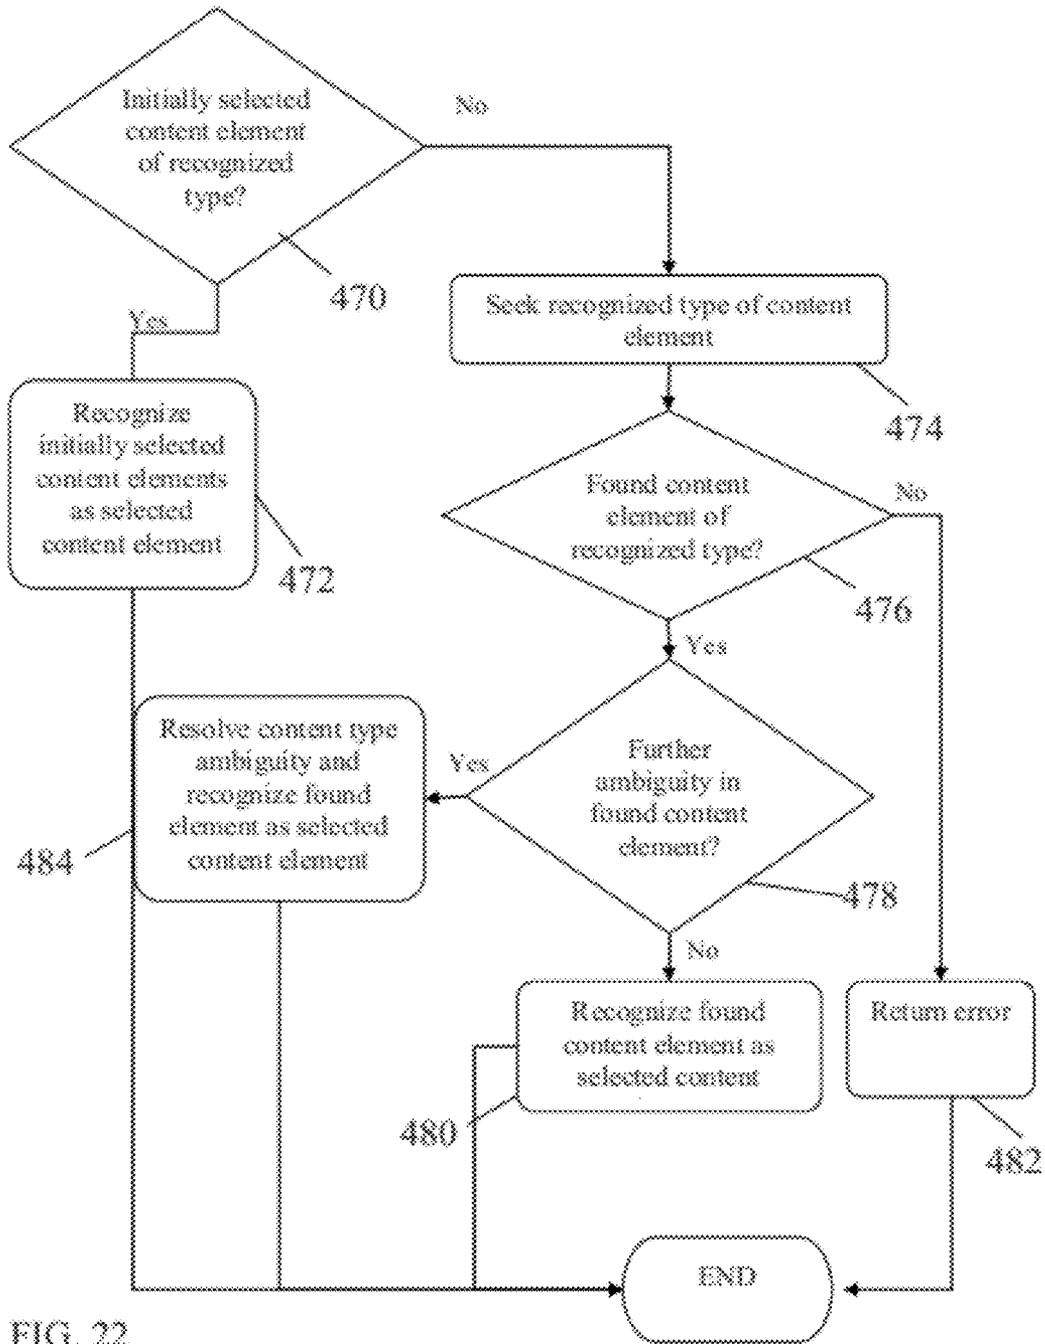 Initially selected
content element
of recognized
type?
No
470
Yes
Seek recognized type of content
element
474
Recognize
initially selected
content elements
as selected
content element
472
Found content
element of
recognized type?
No
476
Yes
Resolve content type
ambiguity and
recognize found
element as selected
content element
484
Yes
Further
ambiguity in
found content
element?
478
No
Recognize found
content element as
selected content
480
Return error
482
END
FIG. 22